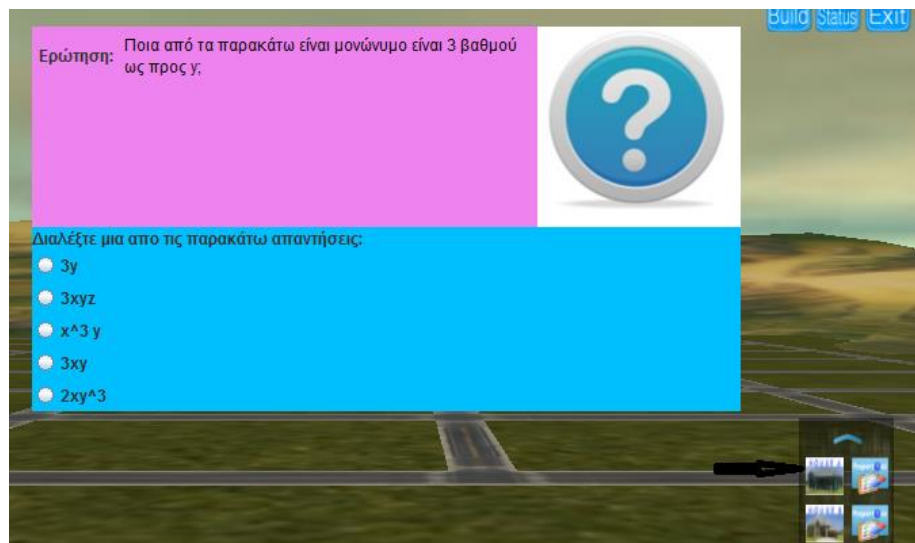 Build Status Exit
Ερώτηση:
Ποια από τα παρακάτω είναι μονώνυμο είναι 3 βαθμού
ως προς y;
Διαλέξτε μια απο τις παρακάτω απαντήσεις:
3y
3xyz
x^3 y
3xy
2xy^3